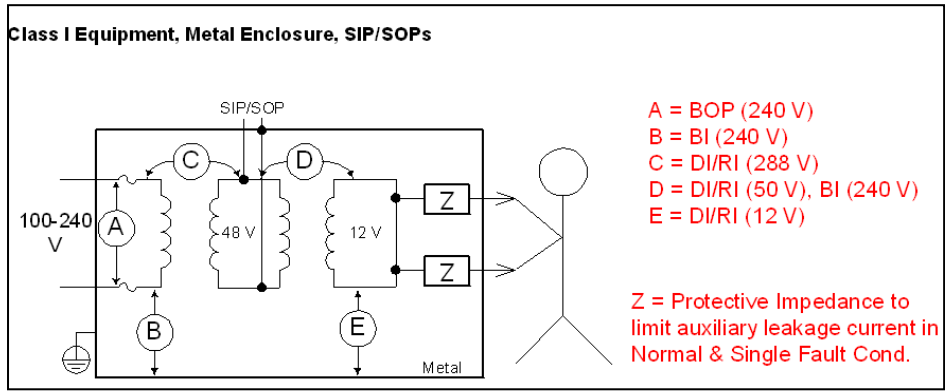 Class I Equipment, Metal Enclosure, SIP/SOPs
SIP/SOP
A = BOP (240 V)
B = BI (240 V)
C = DI/RI (288 V)
D = DI/RI (50 V), BI (240 V)
E = DI/RI (12 V)
C
D
Z
100-240
V
A
48 V
12 V
Z
B
E
Z = Protective Impedance to
limit auxiliary leakage current in
Normal & Single Fault Cond.
Metal